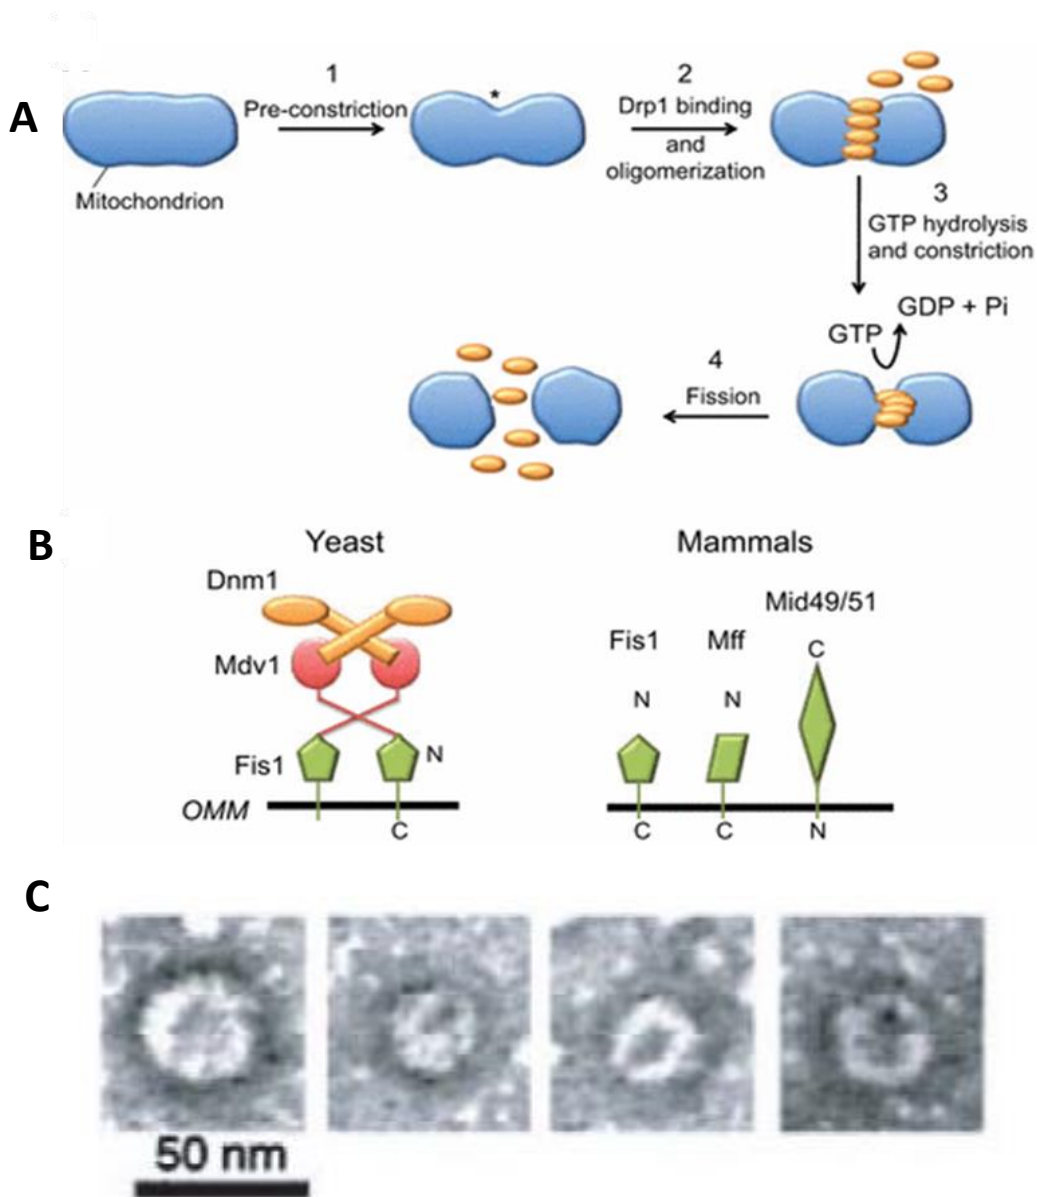 A
1
Pre-constriction
*
2
Drp1 binding
and
oligomerization
Mitochondrion
3
GTP hydrolysis
and constriction
GTP
GDP + Pi
4
Fission
B
Yeast
Dnm1
Mdv1
Fis1
N
OMM
C
Mammals
Fis1
Mff
Mid49/51
N
N
C
C
C
N
C
50 nm